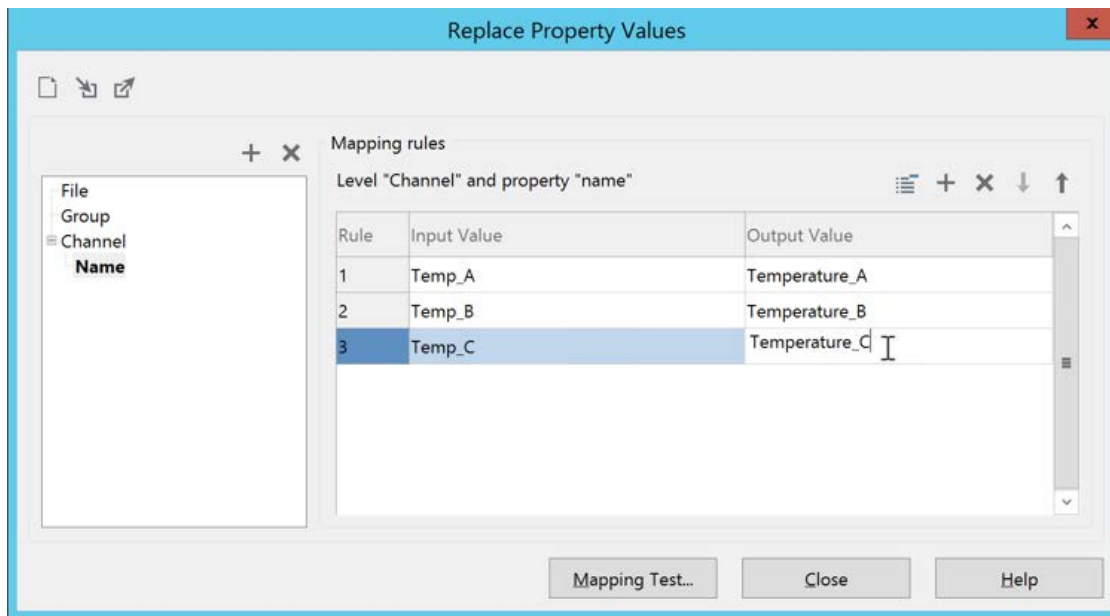 Replace Property Values
x
Mapping rules
Level "Channel" and property "name"
File
Group
Channel
Name
Rule Input Value Output Value
1 Temp_A Temperature_A
2 Temp_B Temperature_B
3 Temp_C Temperature_C
Mapping Test... Close Help